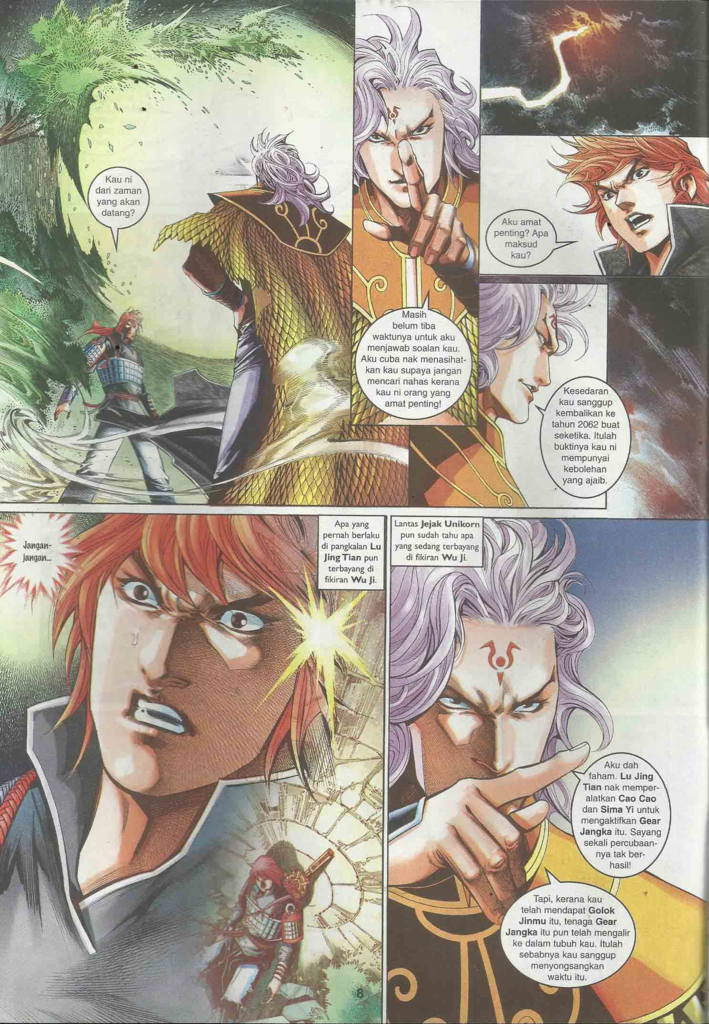 Kau ni
dari zaman
yang akan
datang?
Masih
belum tiba
waktunya untuk aku
menjawab soalan kau.
Aku cuba nak menasihat-
kan kau supaya jangan
mencari nahas kerana
kau ni orang yang
amat penting!
Aku amat
penting? Apa
maksud
kau?
Kesedaran
kau sanggup
kembalikan ke
tahun 2062 buat
seketika. Itulah
buktinya kau ni
mempunyai
kebolehan
yang ajaib.
Jangan-
jangan...
Apa yang
pernah berlaku
di pangkalan Lu
Jing Tian pun
terbayang di
fikiran Wu Ji.
Lantas Jejak Unikorn
pun sudah tahu apa
yang sedang terbayang
di fikiran Wu Ji.
Aku dah
faham. Lu Jing
Tian nak memper-
alatkan Cao Cao
dan Sima Yi
untuk
mengaktifkan Gear
Jangka itu. Sayang
sekali percubaan-
nya tak ber-
hasil!
Tapi, kerana kau
telah mendapat Golok
Jinmu itu, tenaga Gear
Jangka itu pun telah mengalir
ke dalam tubuh kau. Itulah
sebabnya kau sanggup
menyongsangkan
waktu itu.
8